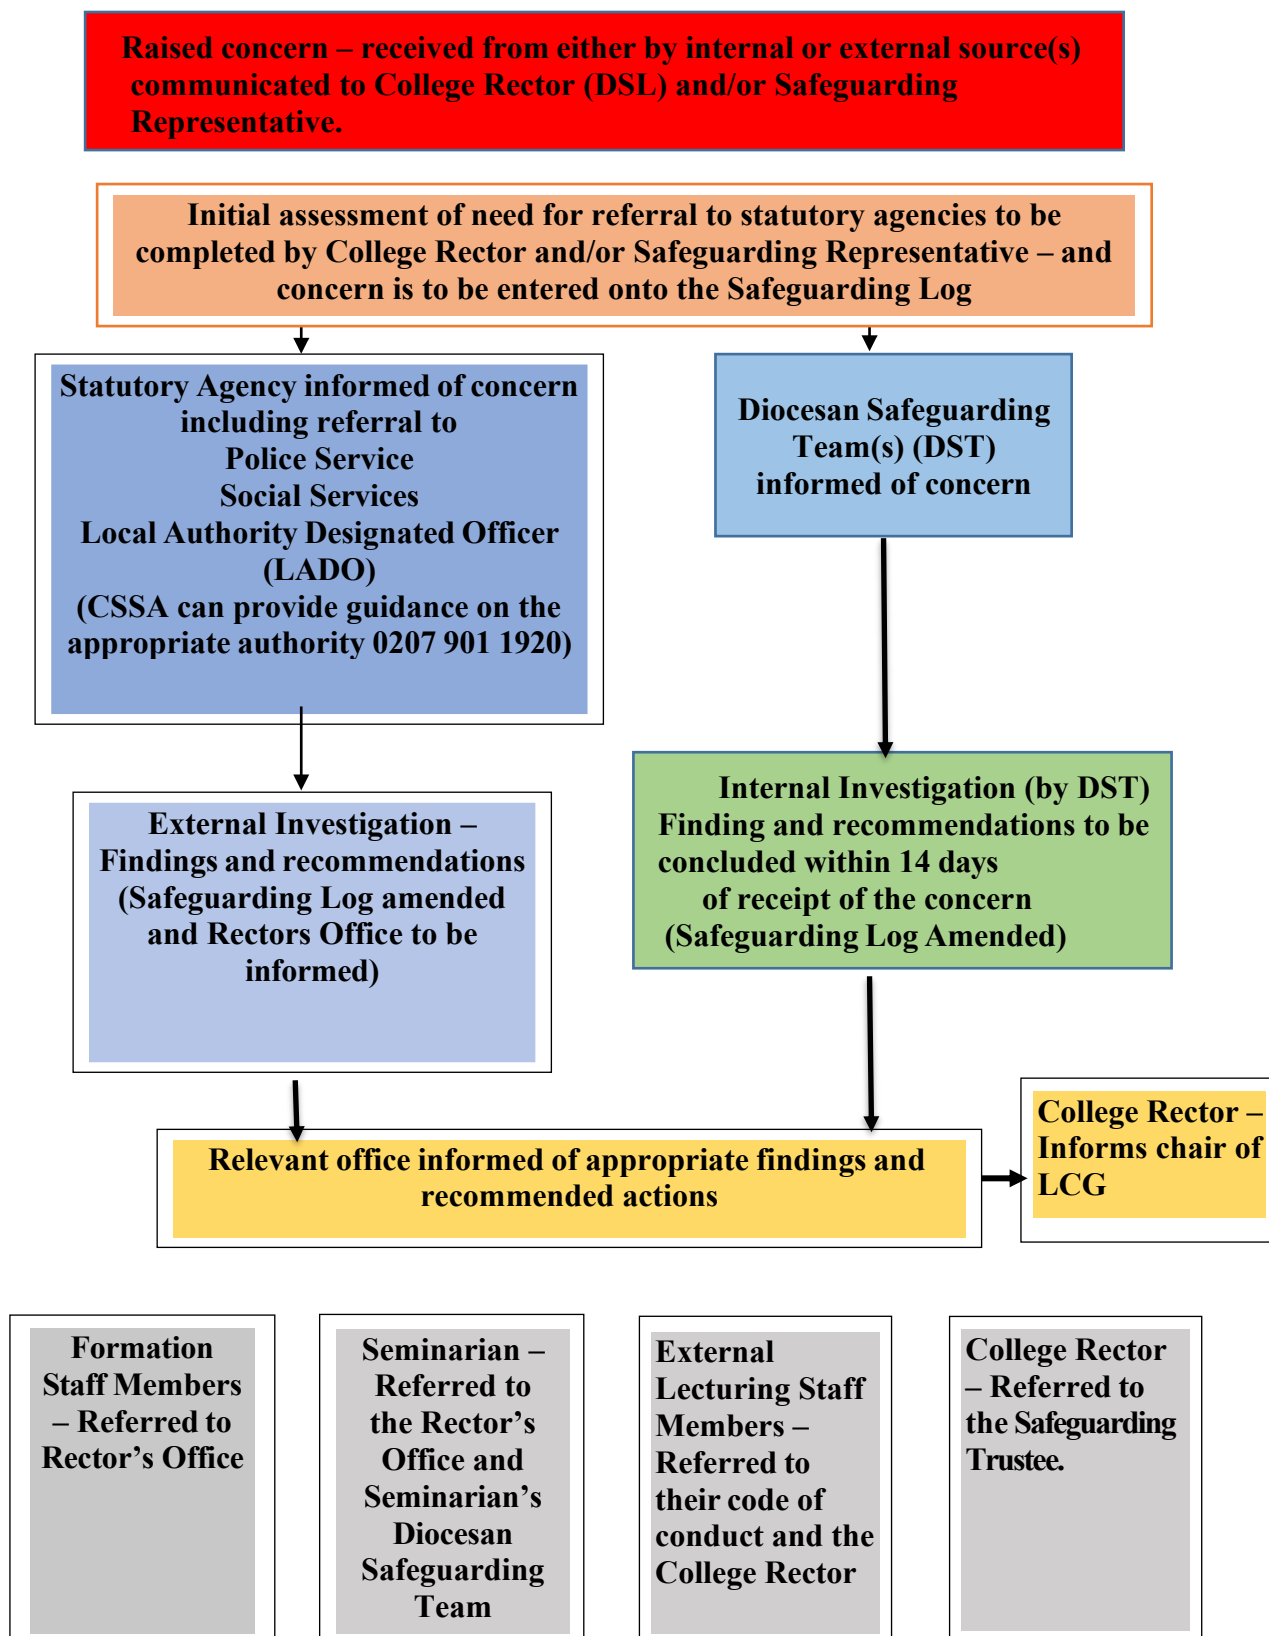 Raised concern – received from either by internal or external source(s)
communicated to College Rector (DSL) and/or Safeguarding
Representative.
Initial assessment of need for referral to statutory agencies to be
completed by College Rector and/or Safeguarding Representative – and
concern is to be entered onto the Safeguarding Log
Statutory Agency informed of concern
including referral to
Police Service
Social Services
Local Authority Designated Officer
(LADO)
(CSSA can provide guidance on the
appropriate authority 0207 901 1920)
Diocesan Safeguarding
Team(s) (DST)
informed of concern
External Investigation –
Findings and recommendations
(Safeguarding Log amended
and Rectors Office to be
informed)
Internal Investigation (by DST)
Finding and recommendations to be
concluded within 14 days
of receipt of the concern
(Safeguarding Log Amended)
Relevant office informed of appropriate findings and
recommended actions
College Rector –
Informs chair of
LCG
Formation
Staff Members
– Referred to
Rector’s Office
Seminarian –
Referred to
the Rector’s
Office and
Seminarian’s
Diocesan
Safeguarding
Team
External
Lecturing Staff
Members –
Referred to
their code of
conduct and the
College Rector
College Rector
– Referred to
the Safeguarding
Trustee.